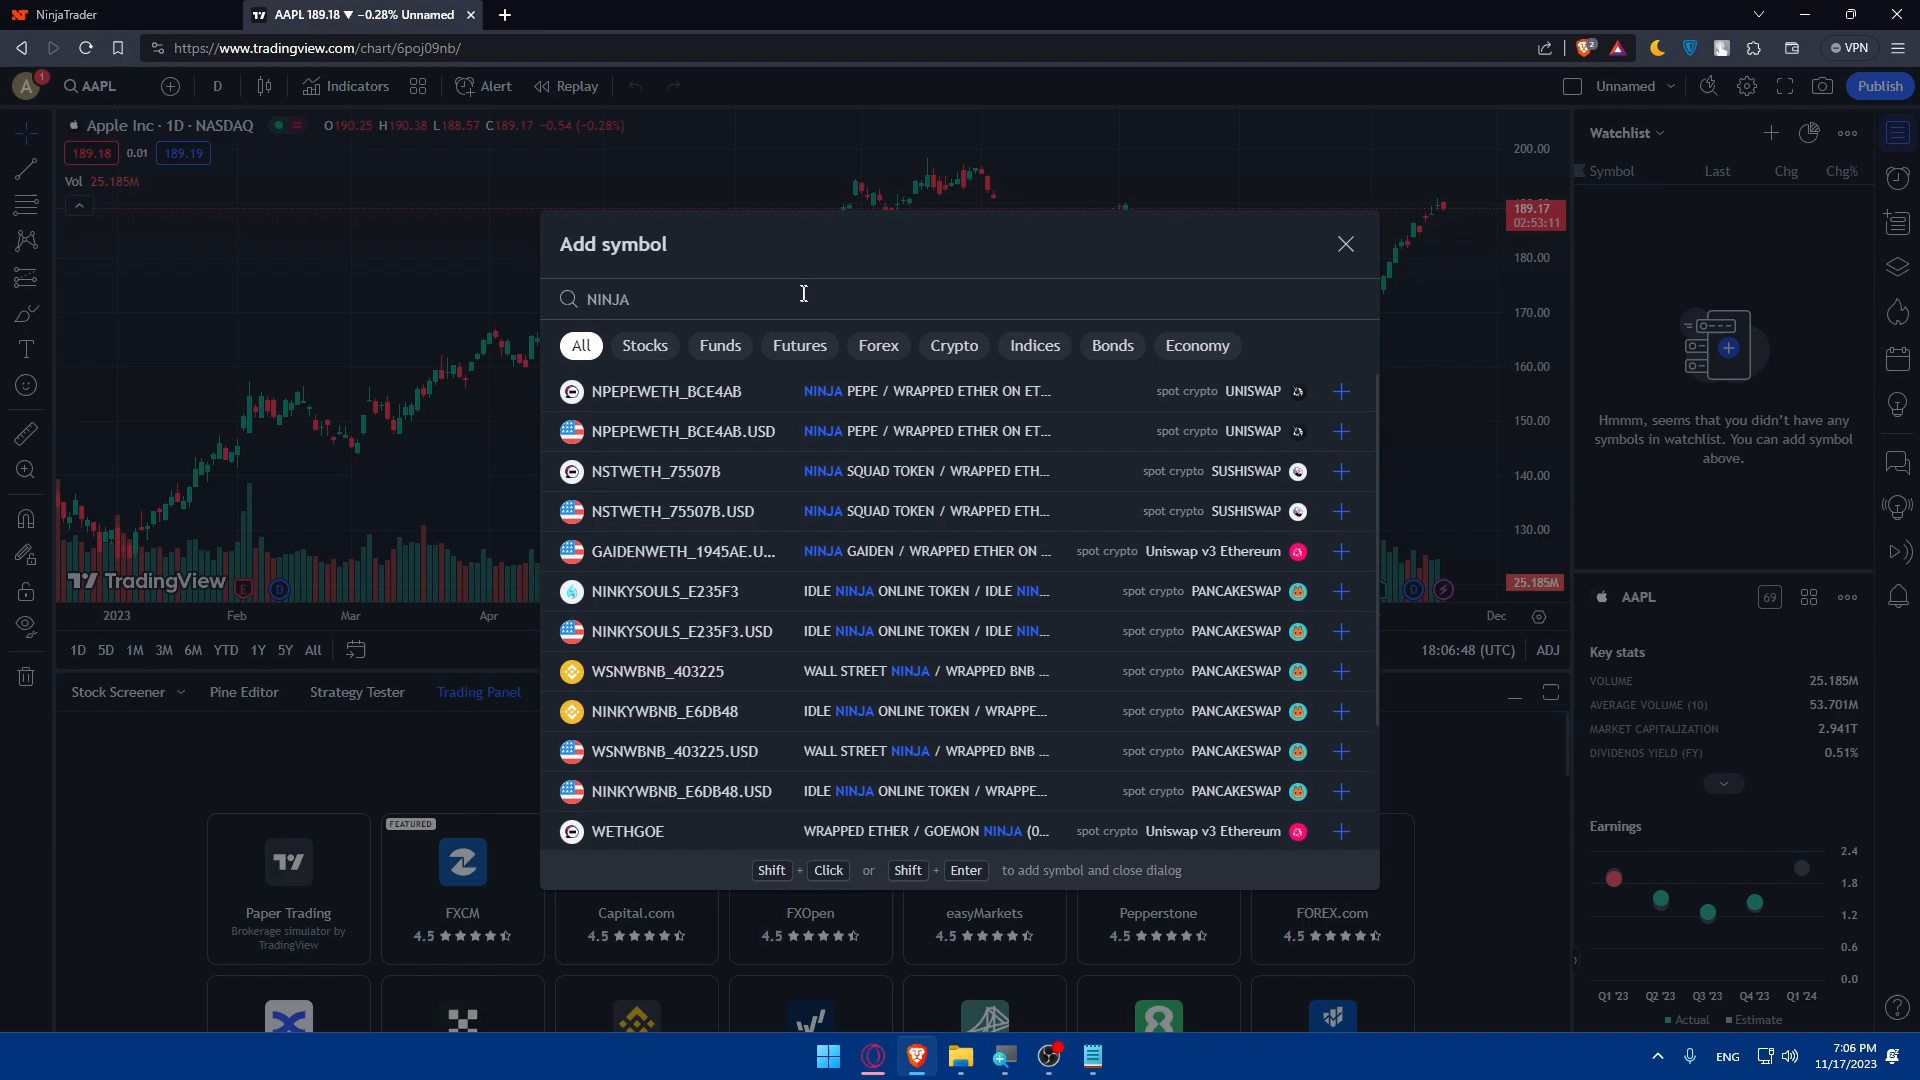 NinjaTrader
AAPL 189.18 ▼ −0.28% Unnamed
https://www.tradingview.com/chart/6poj09nb/
2
VPN
A
1
AAPL
D
Indicators
Alert
Replay
Unnamed
Publish
Apple Inc · 1D · NASDAQ
O190.25 H190.38 L188.57 C189.17 −0.54 (−0.28%)
189.18
0.01
189.19
Vol 25.185M
200.00
189.17
02:53:11
180.00
170.00
160.00
150.00
140.00
130.00
25.185M
TradingView
E
D
D
2023
Feb
Mar
Apr
Dec
1D 5D 1M 3M 6M YTD 1Y 5Y All
18:06:48 (UTC)
ADJ
Stock Screener
Pine Editor
Strategy Tester
Trading Panel
Add symbol
NINJA
All
Stocks
Funds
Futures
Forex
Crypto
Indices
Bonds
Economy
NPEPEWETH_BCE4AB NINJA PEPE / WRAPPED ETHER ON ET... spot crypto UNISWAP
NPEPEWETH_BCE4AB.USD NINJA PEPE / WRAPPED ETHER ON ET... spot crypto UNISWAP
NSTWETH_75507B NINJA SQUAD TOKEN / WRAPPED ETH... spot crypto SUSHISWAP
NSTWETH_75507B.USD NINJA SQUAD TOKEN / WRAPPED ETH... spot crypto SUSHISWAP
GAIDENWETH_1945AE.U... NINJA GAIDEN / WRAPPED ETHER ON ... spot crypto Uniswap v3 Ethereum
NINKYSOULS_E235F3 IDLE NINJA ONLINE TOKEN / IDLE NIN... spot crypto PANCAKESWAP
NINKYSOULS_E235F3.USD IDLE NINJA ONLINE TOKEN / IDLE NIN... spot crypto PANCAKESWAP
WSNWBNB_403225 WALL STREET NINJA / WRAPPED BNB ... spot crypto PANCAKESWAP
NINKYWBNB_E6DB48 IDLE NINJA ONLINE TOKEN / WRAPPE... spot crypto PANCAKESWAP
WSNWBNB_403225.USD WALL STREET NINJA / WRAPPED BNB ... spot crypto PANCAKESWAP
NINKYWBNB_E6DB48.USD IDLE NINJA ONLINE TOKEN / WRAPPE... spot crypto PANCAKESWAP
WETHGOE WRAPPED ETHER / GOEMON NINJA (0... spot crypto Uniswap v3 Ethereum
Shift + Click or Shift + Enter to add symbol and close dialog
FEATURED
Paper Trading
Brokerage simulator by
TradingView
FXCM
4.5
Capital.com
4.5
FXOpen
4.5
easyMarkets
4.5
Pepperstone
4.5
FOREX.com
4.5
Watchlist
Symbol Last Chg Chg%
Hmmm, seems that you didn't have any
symbols in watchlist. You can add symbol
above.
AAPL
69
Key stats
VOLUME 25.185M
AVERAGE VOLUME (10) 53.701M
MARKET CAPITALIZATION 2.941T
DIVIDENDS YIELD (FY) 0.51%
Earnings
2.4
1.8
1.2
0.6
0.0
Q1 '23 Q2 '23 Q3 '23 Q4 '23 Q1 '24
Actual Estimate
ENG
7:06 PM
11/17/2023